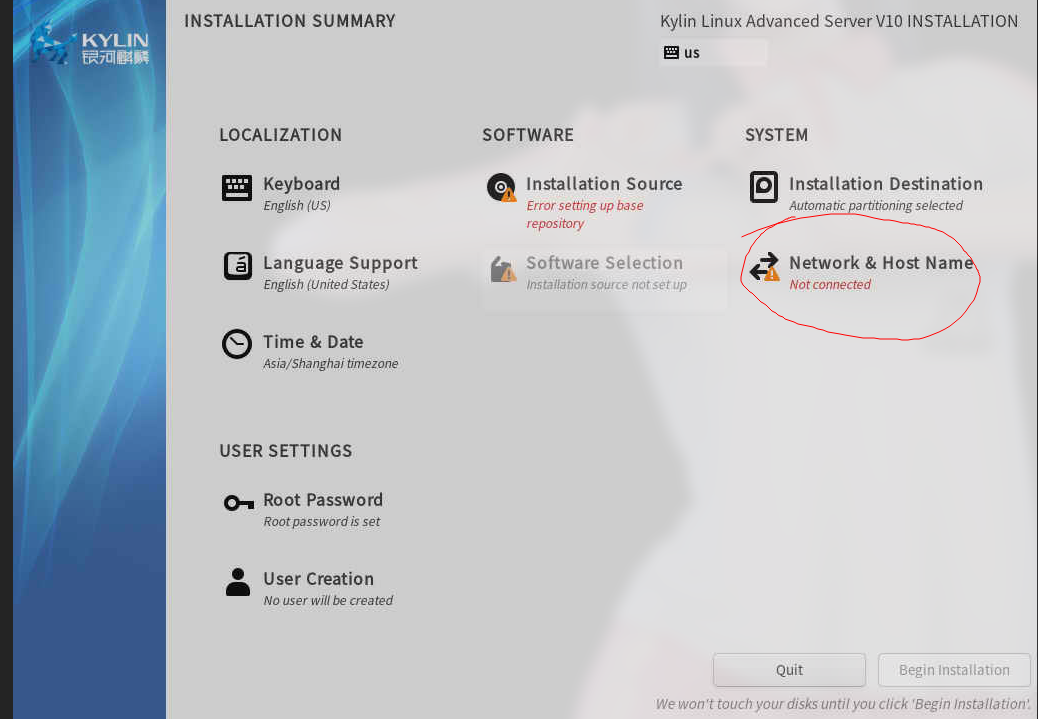 KYLIN
银河麒麟
INSTALLATION SUMMARY
Kylin Linux Advanced Server V10 INSTALLATION
us
LOCALIZATION
Keyboard
English (US)
Language Support
English (United States)
Time & Date
Asia/Shanghai timezone
SOFTWARE
Installation Source
Error setting up base
repository
Software Selection
Installation source not set up
SYSTEM
Installation Destination
Automatic partitioning selected
Network & Host Name
Not connected
USER SETTINGS
Root Password
Root password is set
User Creation
No user will be created
Quit
Begin Installation
We won't touch your disks until you click 'Begin Installation'.